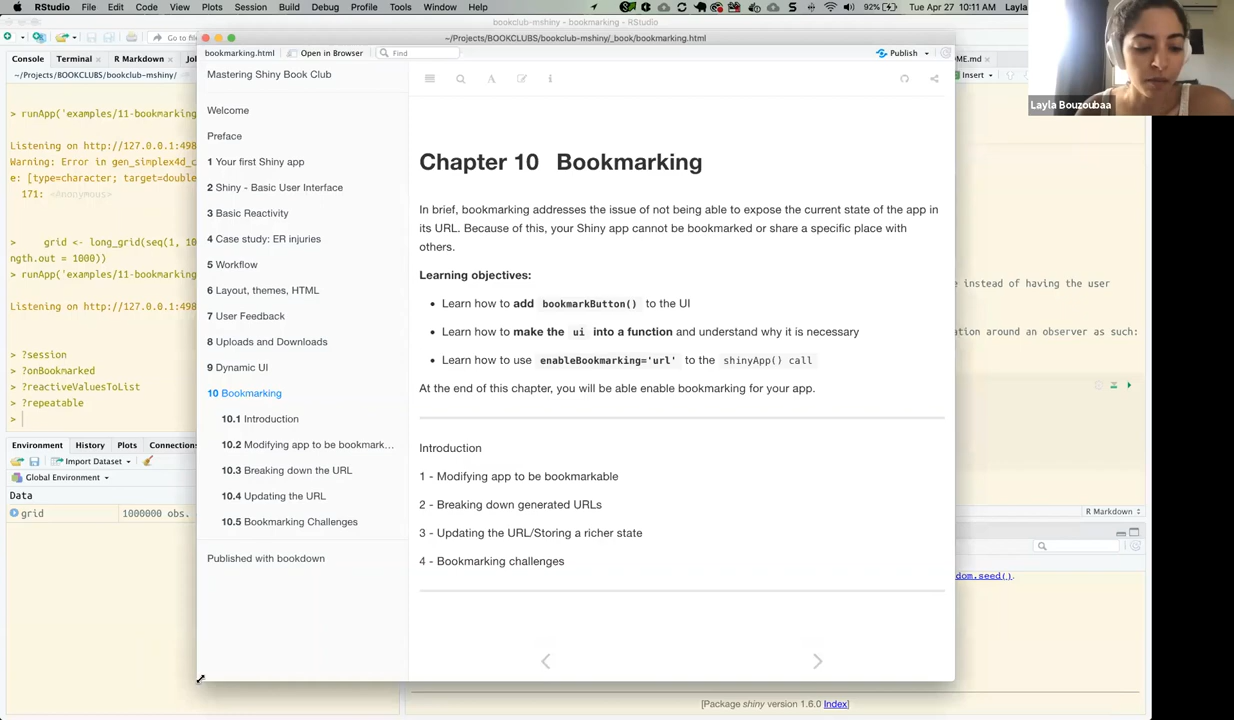 RStudio File Edit Code View Plots Session Build Debug Profile Tools Window Help
92% Tue Apr 27 10:11 AM Layla
bookclub-mshiny - bookmarking - RStudio
Go to fi
~/Projects/BOOKCLUBS/bookclub-mshiny/_book/bookmarking.html
bookmarking.html Open in Browser Find Publish
Console Terminal R Markdown
~/Projects/BOOKCLUBS/bookclub-mshiny/
> runApp('examples/11-bookmarking
Listening on http://127.0.0.1:498
Warning: Error in gen_simplex4d_c
e: [type=character; target=double
171: <Anonymous>
> grid <- long_grid(seq(1, 10
ngth.out = 1000))
> runApp('examples/11-bookmarking
Listening on http://127.0.0.1:498
> ?session
> ?onBookmarked
> ?reactiveValuesToList
> ?repeatable
>
Environment History Plots Connections
Import Dataset
Global Environment
Data
grid 1000000 obs.
Mastering Shiny Book Club
Welcome
Preface
1 Your first Shiny app
2 Shiny - Basic User Interface
3 Basic Reactivity
4 Case study: ER injuries
5 Workflow
6 Layout, themes, HTML
7 User Feedback
8 Uploads and Downloads
9 Dynamic UI
10 Bookmarking
10.1 Introduction
10.2 Modifying app to be bookmark...
10.3 Breaking down the URL
10.4 Updating the URL
10.5 Bookmarking Challenges
Published with bookdown
Chapter 10 Bookmarking
In brief, bookmarking addresses the issue of not being able to expose the current state of the app in
its URL. Because of this, your Shiny app cannot be bookmarked or share a specific place with
others.
Learning objectives:
• Learn how to add bookmarkButton() to the UI
• Learn how to make the ui into a function and understand why it is necessary
• Learn how to use enableBookmarking='url' to the shinyApp() call
At the end of this chapter, you will be able enable bookmarking for your app.
Introduction
1 - Modifying app to be bookmarkable
2 - Breaking down generated URLs
3 - Updating the URL/Storing a richer state
4 - Bookmarking challenges
Insert
Layla Bouzoubaa
e instead of having the user
ation around an observer as such:
R Markdown
dom.seed().
[Package shiny version 1.6.0 Index]